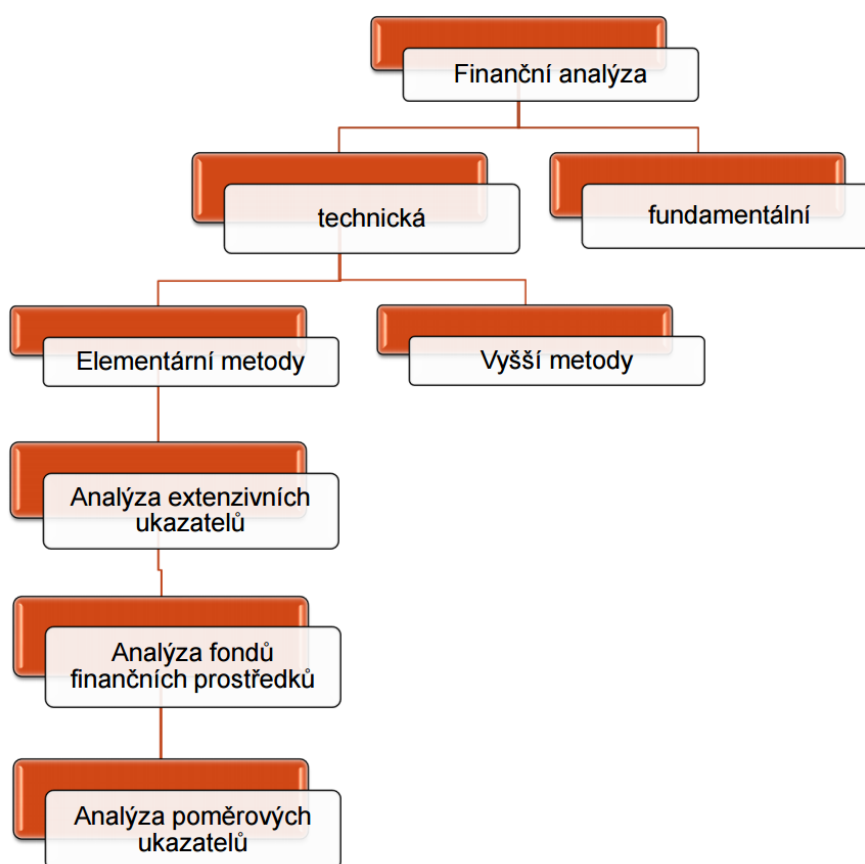 Finanční analýza
technická
fundamentální
Elementární metody
Vyšší metody
Analýza extenzivních
ukazatelů
Analýza fondů
finančních prostředků
Analýza poměrových
ukazatelů